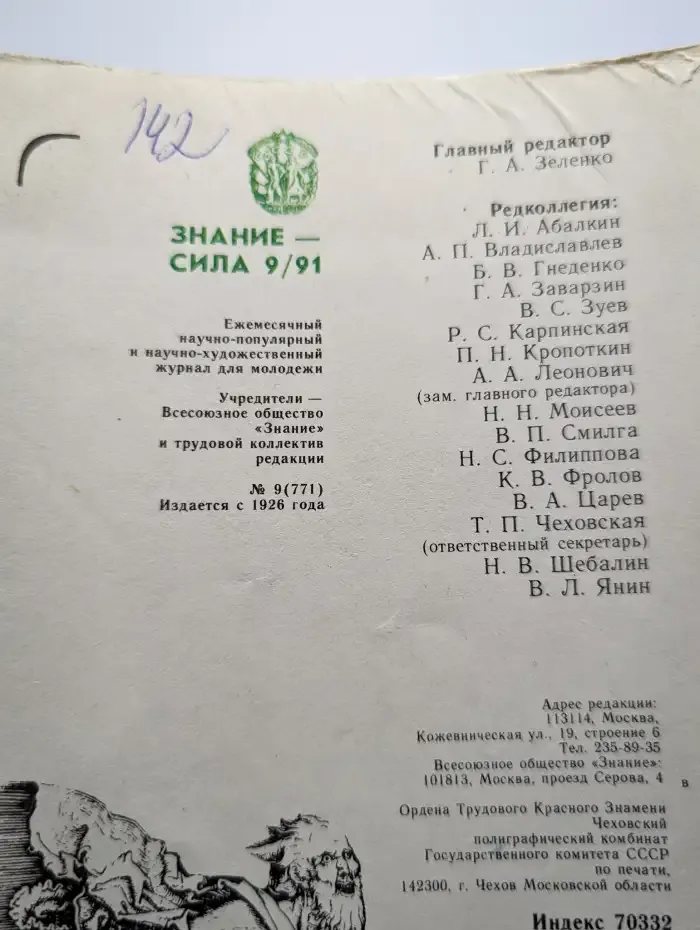 142
ЗНАНИЕ —
СИЛА 9/91
Ежемесячный
научно-популярный
и научно-художественный
журнал для молодежи
Учредители —
Всесоюзное общество
«Знание»
и трудовой коллектив
редакции
№ 9(771)
Издается с 1926 года
Главный редактор
Г. А. Зеленко
Редколлегия:
Л. И. Абалкин
А. П. Владиславлев
Б. В. Гнеденко
Г. А. Заварзин
В. С. Зуев
Р. С. Карпинская
П. Н. Кропоткин
А. А. Леонович
(зам. главного редактора)
Н. Н. Моисеев
В. П. Смилга
Н. С. Филиппова
К. В. Фролов
В. А. Царев
Т. П. Чеховская
(ответственный секретарь)
Н. В. Шебалин
В. Л. Янин
Адрес редакции:
113114, Москва,
Кожевническая ул., 19, строение 6
Тел. 235-89-35
Всесоюзное общество «Знание»:
101813, Москва, проезд Серова, 4
в
Ордена Трудового Красного Знамени
Чеховский
полиграфический комбинат
Государственного комитета СССР
по печати,
142300, г. Чехов Московской области
Индекс 70332